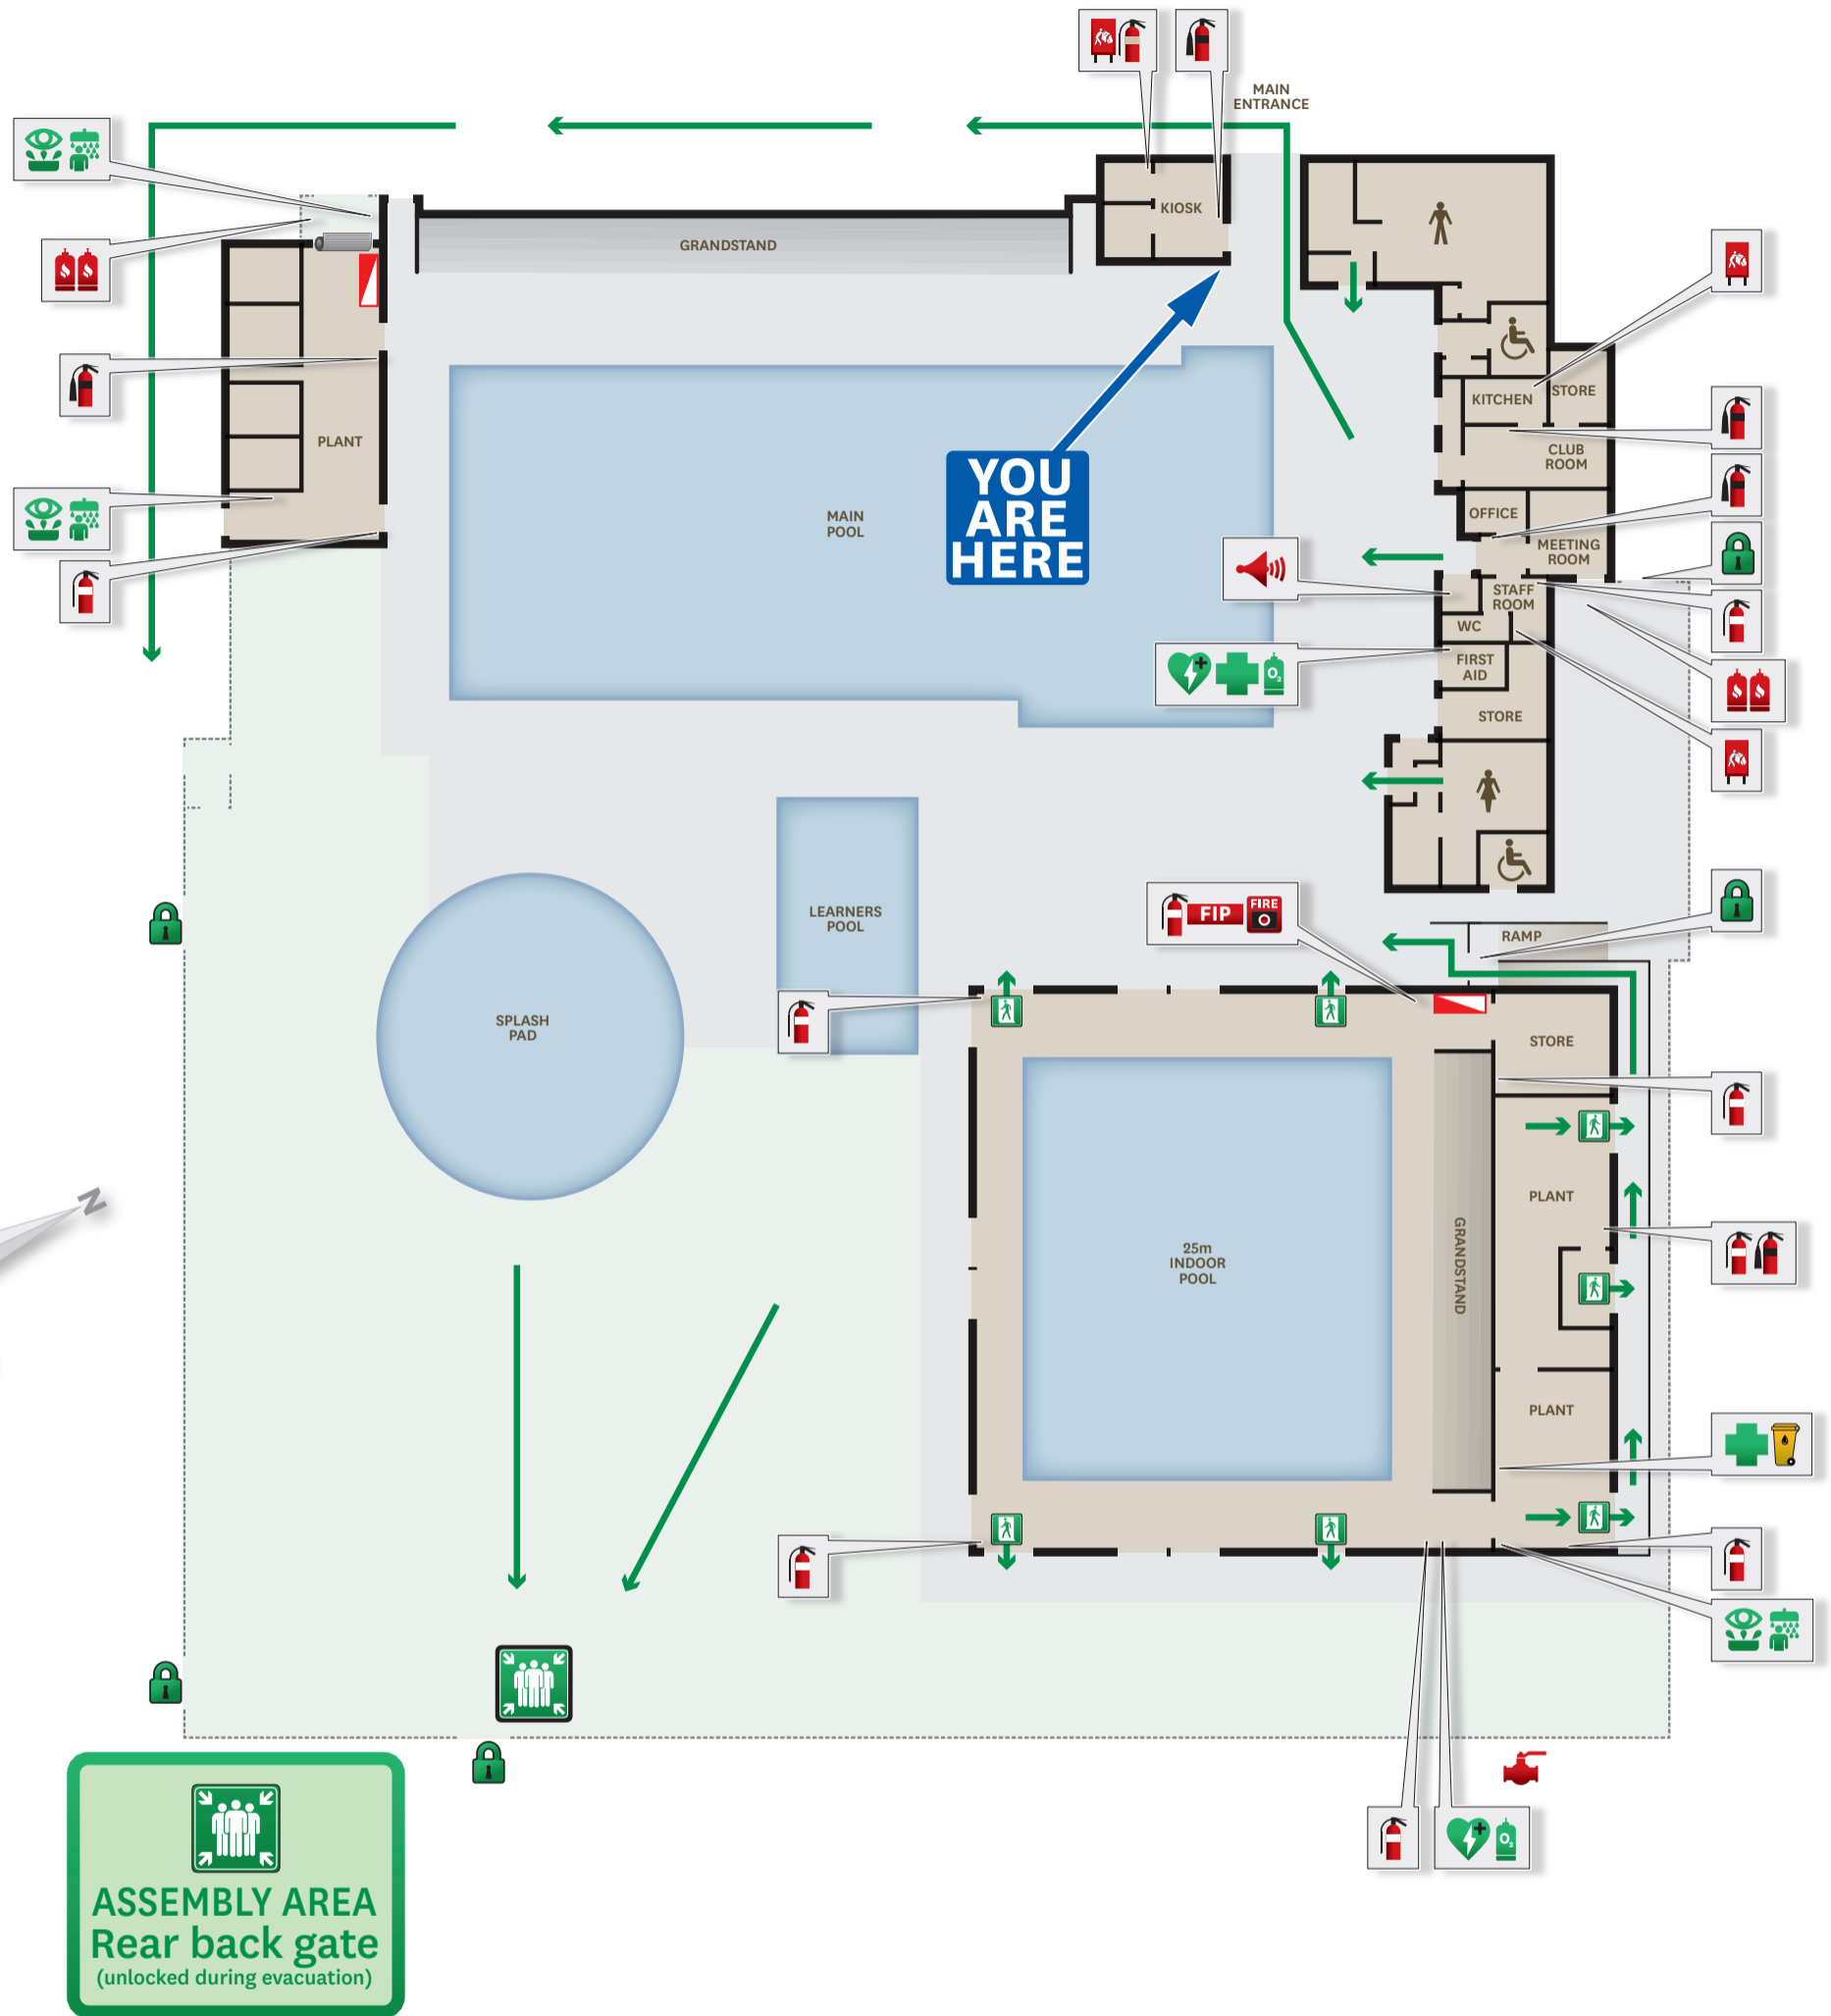 MAIN
ENTRANCE
KIOSK
GRANDSTAND
KITCHEN
STORE
PLANT
CLUB
ROOM
YOU
ARE
HERE
MAIN
POOL
OFFICE
MEETING
ROOM
STAFF
ROOM
WC
FIRST
AID
O2
STORE
LEARNERS
POOL
FIP
FIRE
RAMP
SPLASH
PAD
STORE
N
PLANT
25m
INDOOR
POOL
GRANDSTAND
PLANT
O2
ASSEMBLY AREA
Rear back gate
(unlocked during evacuation)